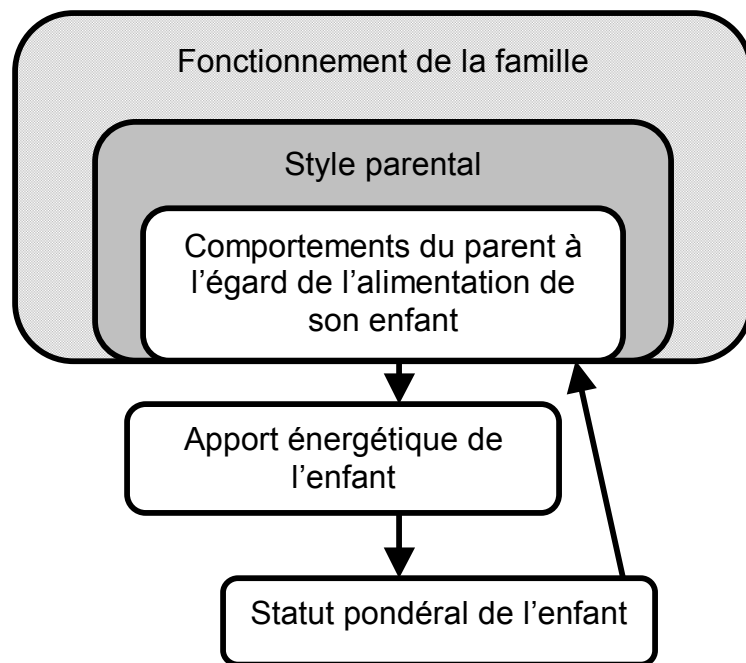 Fonctionnement de la famille
Style parental
Comportements du parent à
l’égard de l’alimentation de
son enfant
Apport énergétique de
l’enfant
Statut pondéral de l’enfant